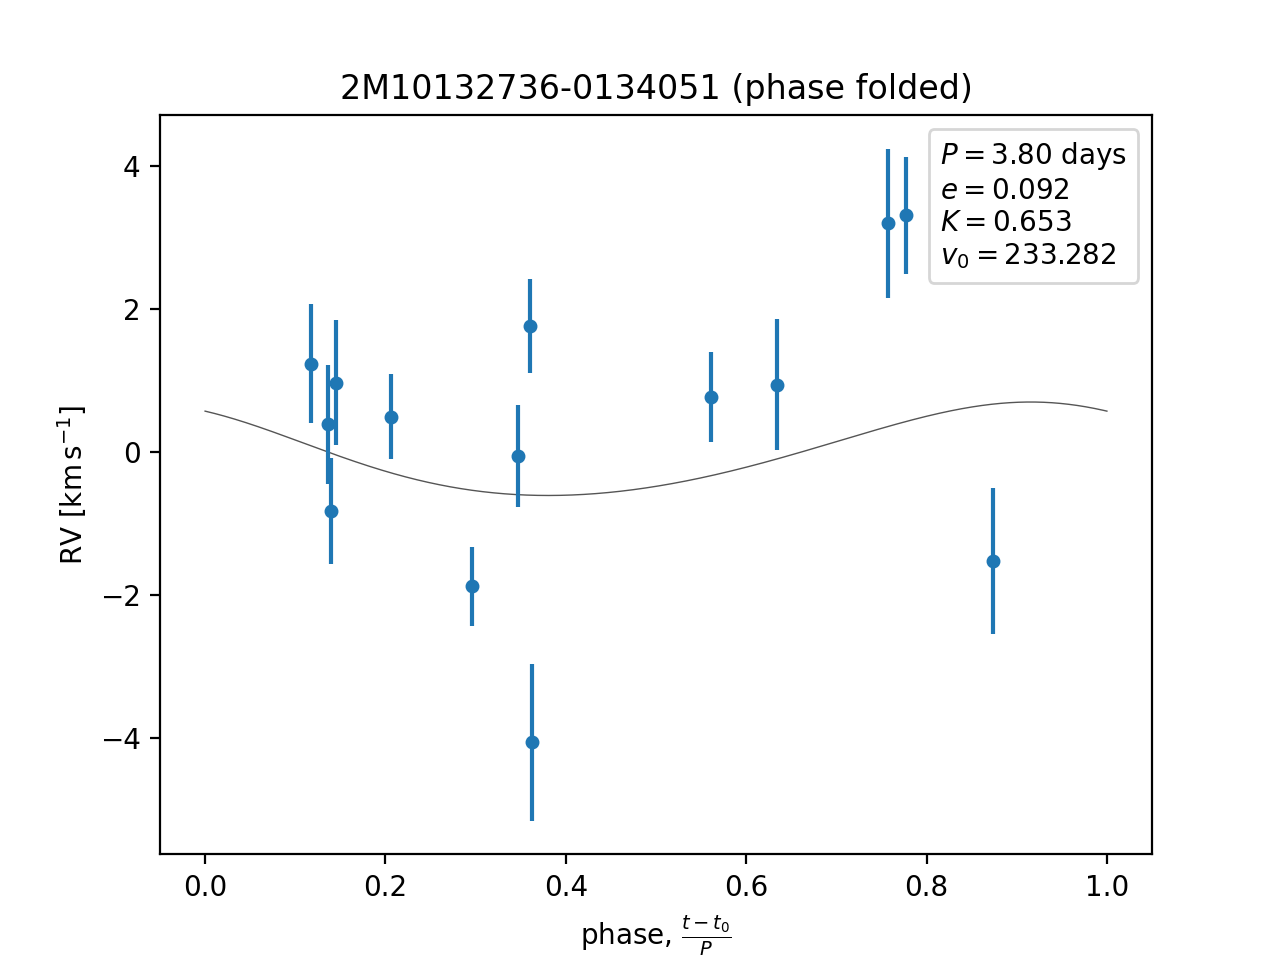 2M10132736-0134051 (phase folded)
P = 3.80 days
e = 0.092
K = 0.653
v₀ = 233.282
4
2
0
−2
−4
RV [km s⁻¹]
0.0 0.2 0.4 0.6 0.8 1.0
phase, (t − t₀)/P